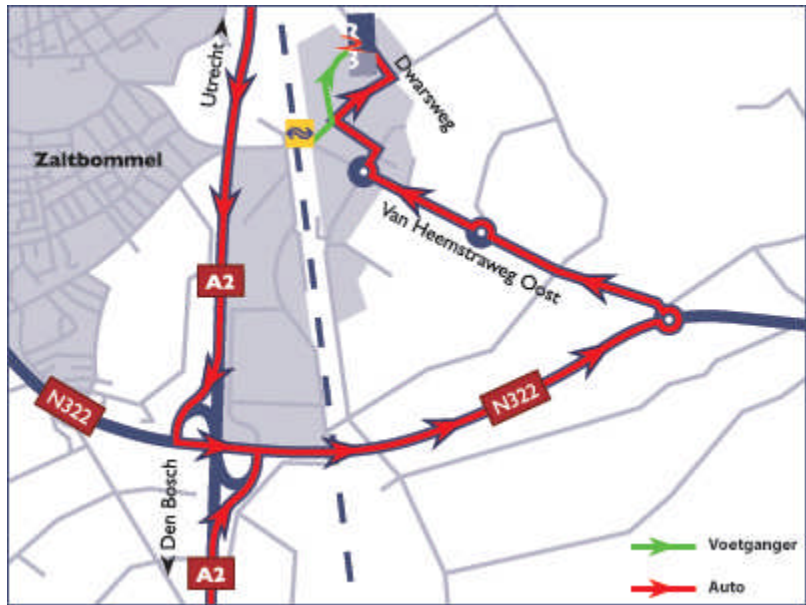 Utrecht
Dwarsweg
Zaltbommel
Van Heemstraweg Oost
A2
N322
N322
Den Bosch
A2
Voetganger
Auto